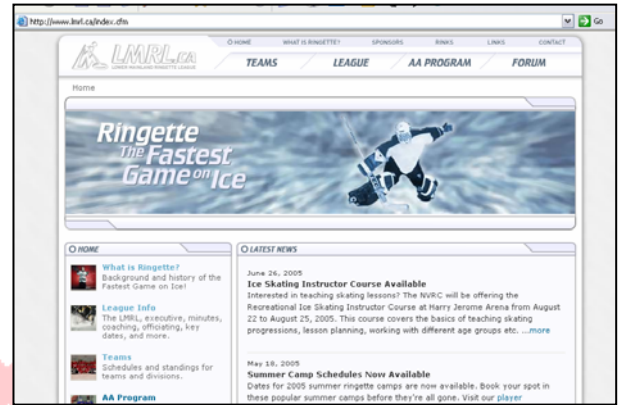 http://www.lmrl.ca/index.cfm
Go
HOME WHAT IS RINGETTE? SPONSORS RINKS LINKS CONTACT
LMRL.CA
LOWER MAINLAND RINGETTE LEAGUE
TEAMS LEAGUE AA PROGRAM FORUM
Home
Ringette
The Fastest
Game on Ice
HOME
What is Ringette?
Background and history of the
Fastest Game on Ice!
League Info
The LMRL, executive, minutes,
coaching, officiating, key
dates, and more.
Teams
Schedules and standings for
teams and divisions.
AA Program
LATEST NEWS
June 26, 2005
Ice Skating Instructor Course Available
Interested in teaching skating lessons? The NVRC will be offering the
Recreational Ice Skating Instructor Course at Harry Jerome Arena from August
22 to August 25, 2005. This course covers the basics of teaching skating
progressions, lesson planning, working with different age groups etc. ...more
May 18, 2005
Summer Camp Schedules Now Available
Dates for 2005 summer ringette camps are now available. Book your spot in
these popular summer camps before they're all gone. Visit our player